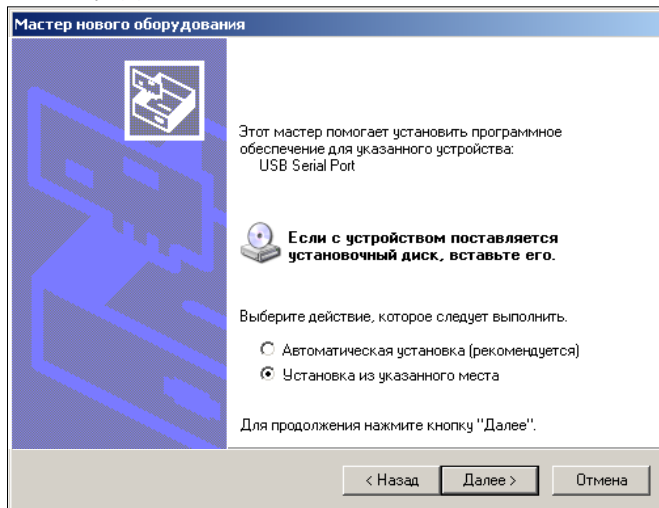 Мастер нового оборудования
Этот мастер помогает установить программное
обеспечение для указанного устройства:
USB Serial Port
Если с устройством поставляется
установочный диск, вставьте его.
Выберите действие, которое следует выполнить.
Автоматическая установка (рекомендуется)
Установка из указанного места
Для продолжения нажмите кнопку "Далее".
< Назад Далее > Отмена